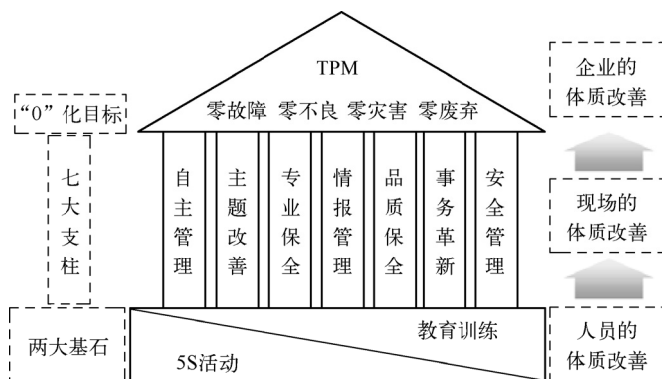 TPM
零故障 零不良 零灾害 零废弃
“0”化目标
七大支柱
两大基石
自主管理
主题改善
专业保全
情报管理
品质保全
事务革新
安全管理
教育训练
5S活动
企业的
体质改善
现场的
体质改善
人员的
体质改善